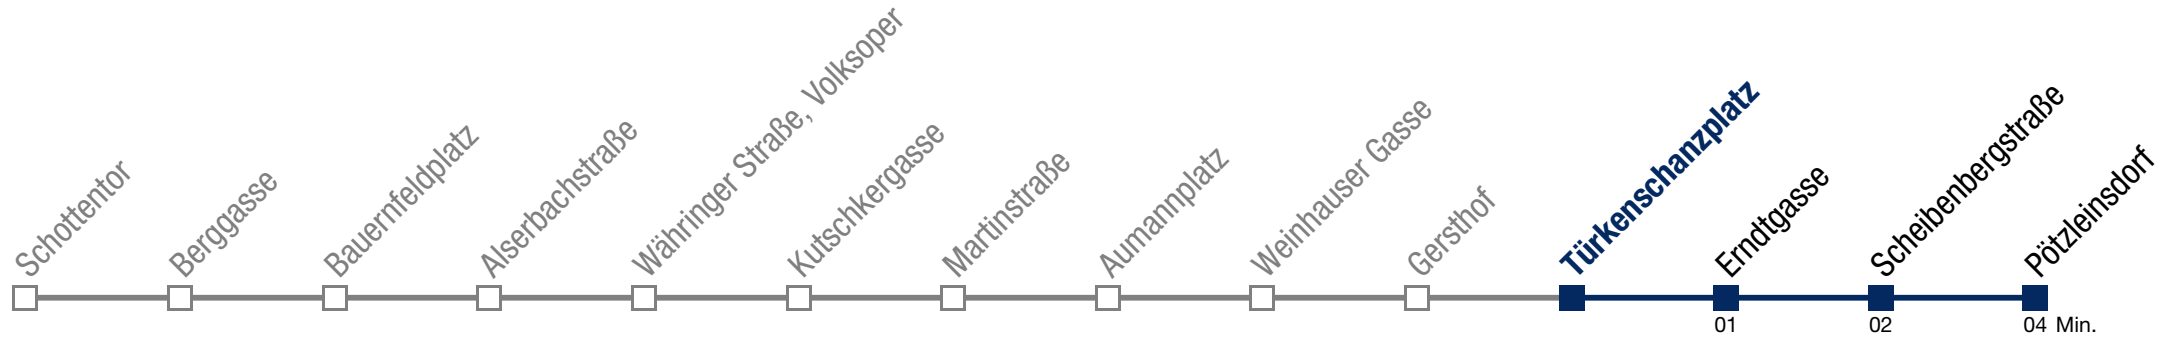 Schottentor
Berggasse
Bauernfeldplatz
Alserbachstraße
Währinger Straße, Volksoper
Kutschkergasse
Martinstraße
Aumannplatz
Weinhauser Gasse
Gersthof
Türkenschanzplatz
Erndtgasse
Scheibenbergstraße
Pötzleinsdorf
01
02
04 Min.